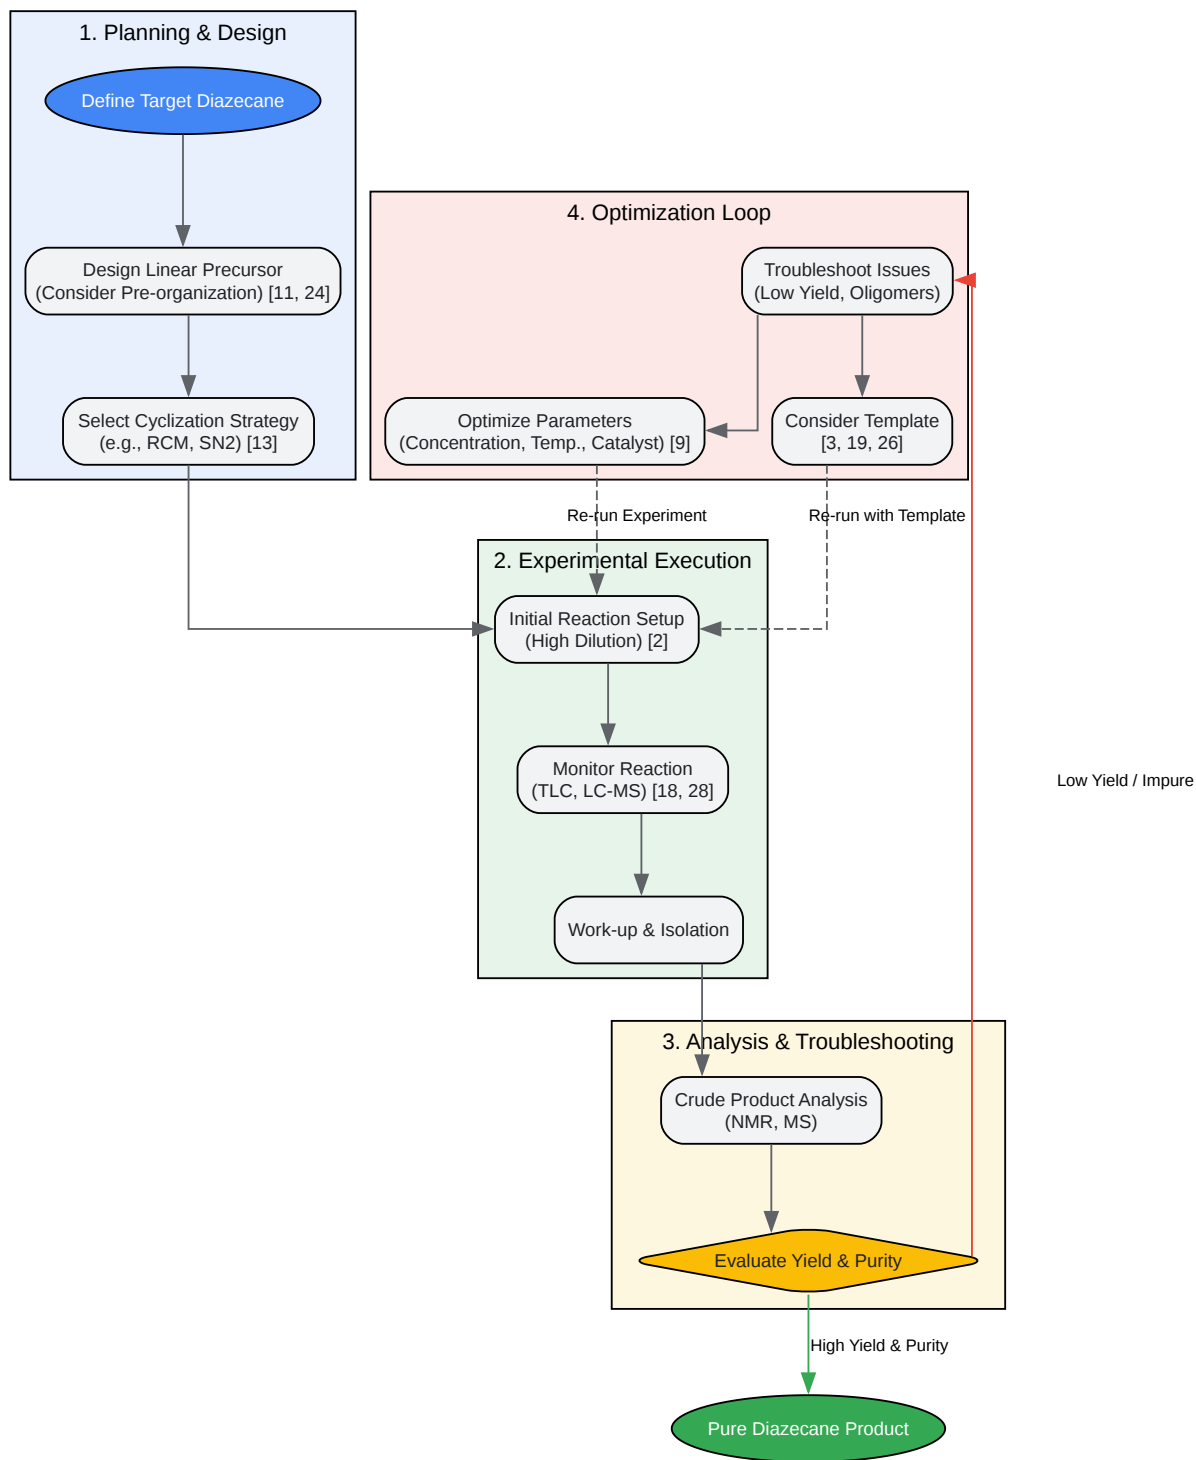 1. Planning & Design
Define Target Diazecane
Design Linear Precursor
(Consider Pre-organization) [11, 24]
Select Cyclization Strategy
(e.g., RCM, SN2) [13]
4. Optimization Loop
Troubleshoot Issues
(Low Yield, Oligomers)
Optimize Parameters
(Concentration, Temp., Catalyst) [9]
Consider Template
[3, 19, 26]
Re-run Experiment
Re-run with Template
2. Experimental Execution
Initial Reaction Setup
(High Dilution) [2]
Monitor Reaction
(TLC, LC-MS) [18, 28]
Low Yield / Impure
Work-up & Isolation
3. Analysis & Troubleshooting
Crude Product Analysis
(NMR, MS)
Evaluate Yield & Purity
High Yield & Purity
Pure Diazecane Product